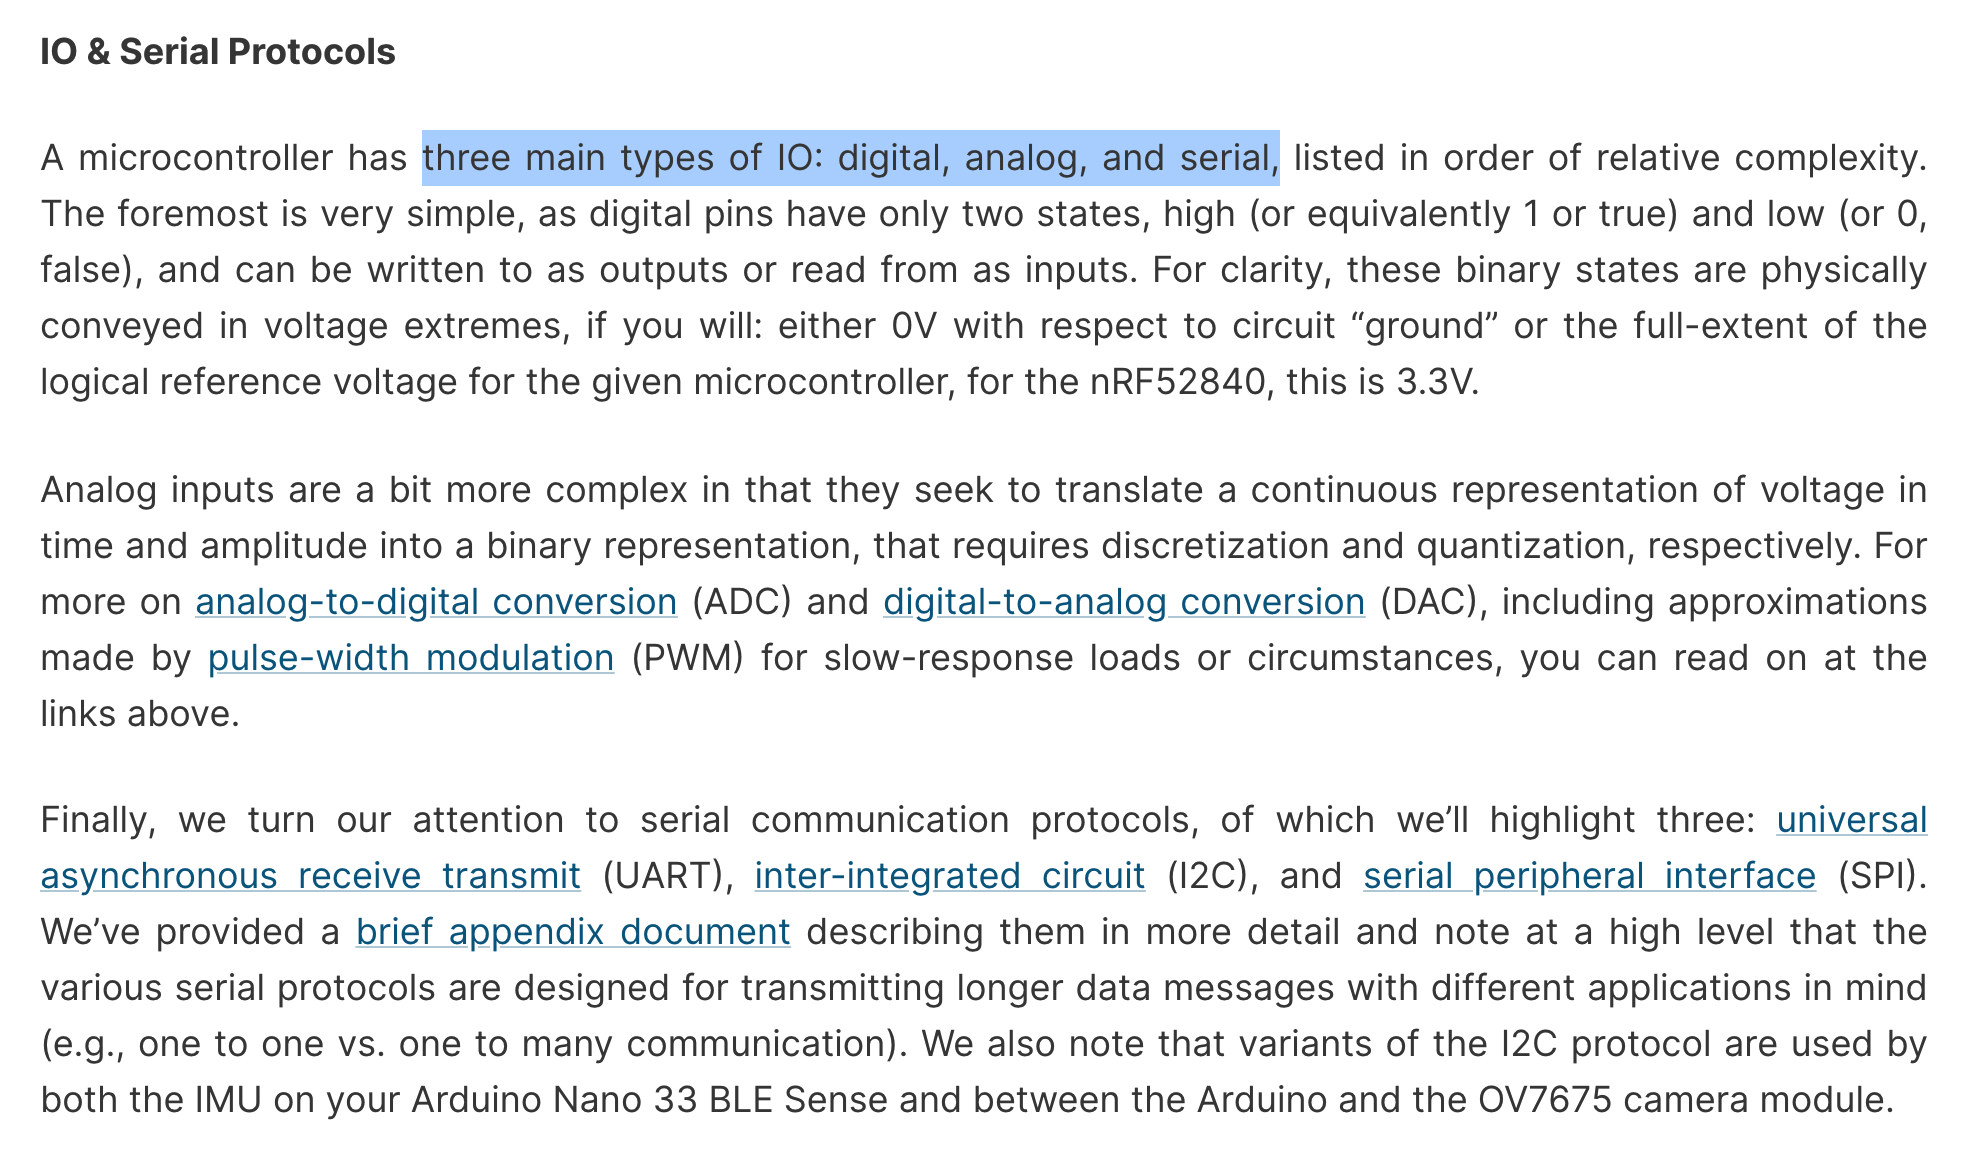 IO & Serial Protocols
A microcontroller has three main types of IO: digital, analog, and serial, listed in order of relative complexity.
The foremost is very simple, as digital pins have only two states, high (or equivalently 1 or true) and low (or 0,
false), and can be written to as outputs or read from as inputs. For clarity, these binary states are physically
conveyed in voltage extremes, if you will: either 0V with respect to circuit “ground” or the full-extent of the
logical reference voltage for the given microcontroller, for the nRF52840, this is 3.3V.
Analog inputs are a bit more complex in that they seek to translate a continuous representation of voltage in
time and amplitude into a binary representation, that requires discretization and quantization, respectively. For
more on analog-to-digital conversion (ADC) and digital-to-analog conversion (DAC), including approximations
made by pulse-width modulation (PWM) for slow-response loads or circumstances, you can read on at the
links above.
Finally, we turn our attention to serial communication protocols, of which we’ll highlight three: universal
asynchronous receive transmit (UART), inter-integrated circuit (I2C), and serial peripheral interface (SPI).
We’ve provided a brief appendix document describing them in more detail and note at a high level that the
various serial protocols are designed for transmitting longer data messages with different applications in mind
(e.g., one to one vs. one to many communication). We also note that variants of the I2C protocol are used by
both the IMU on your Arduino Nano 33 BLE Sense and between the Arduino and the OV7675 camera module.